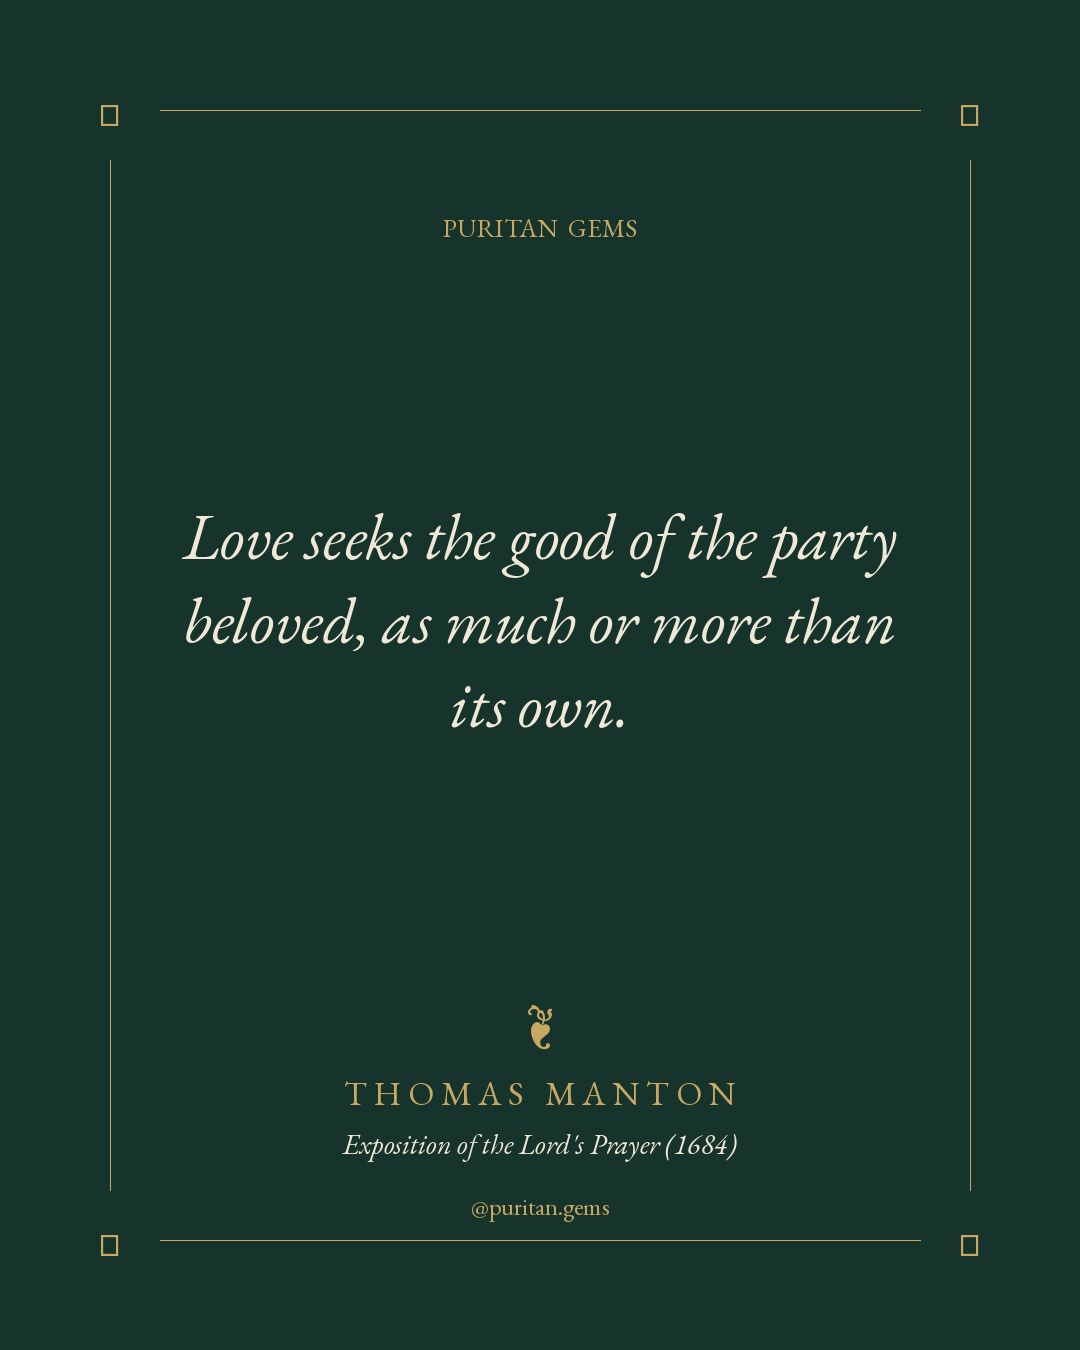 PURITAN GEMS
Love seeks the good of the party
beloved, as much or more than
its own.
THOMAS MANTON
Exposition of the Lord's Prayer (1684)
@puritan.gems